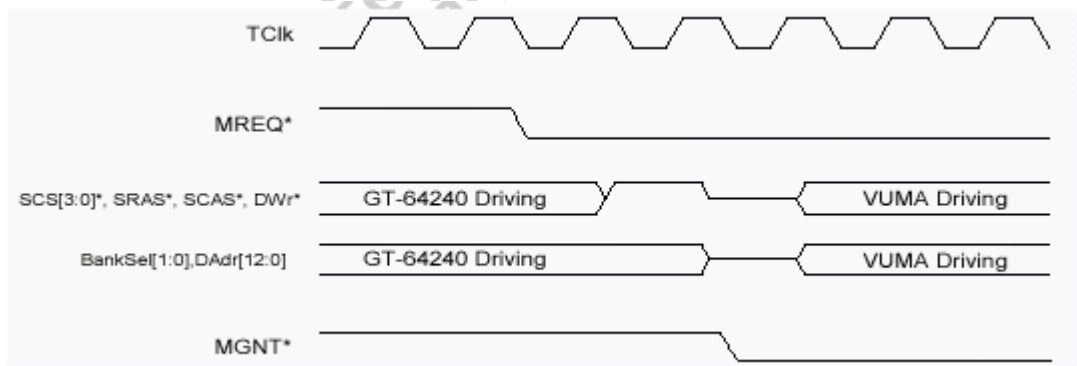 TClk
MREQ*
SCS[3:0]*, SRAS*, SCAS*, DWr* GT-64240 Driving VUMA Driving
BankSel[1:0],DAdr[12:0] GT-64240 Driving VUMA Driving
MGNT*